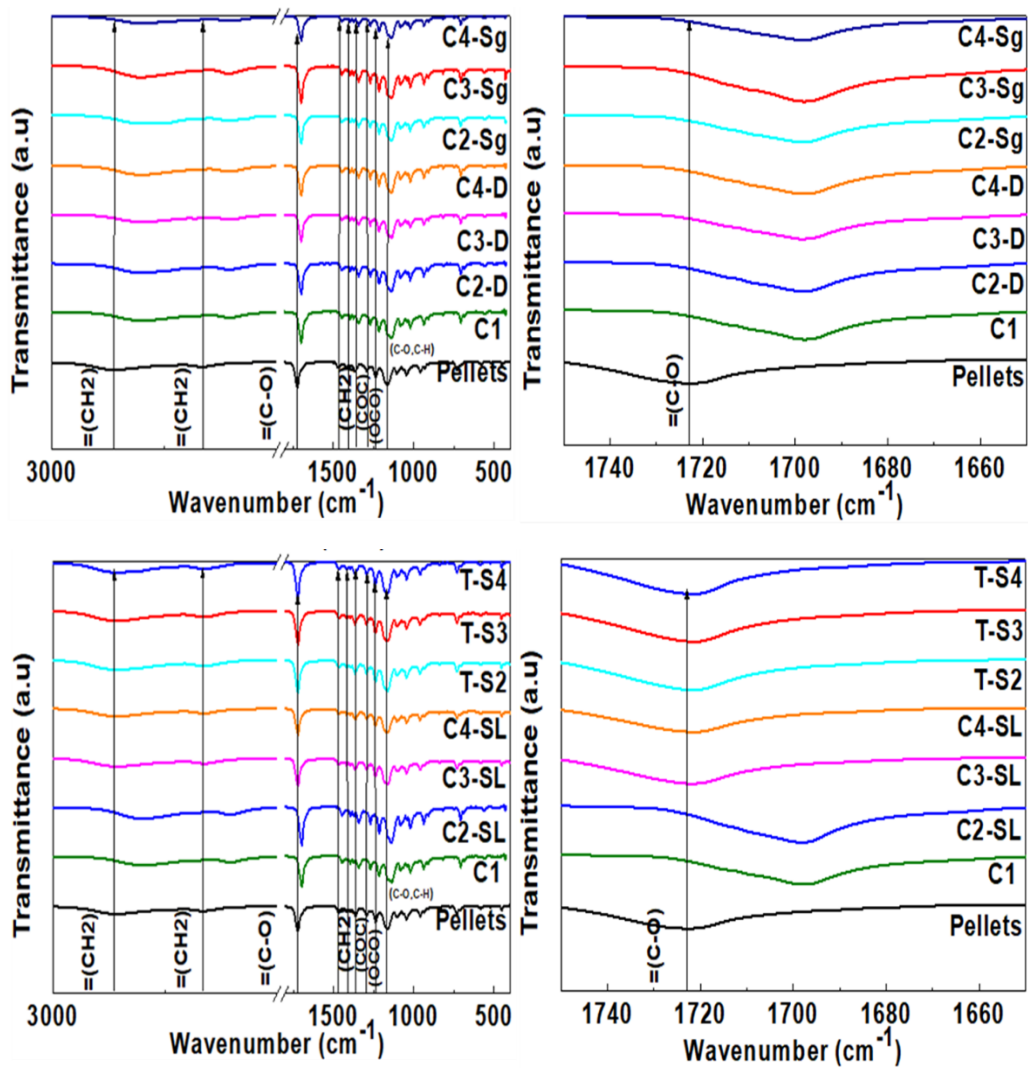 Transmittance (a.u)
C4-Sg
C3-Sg
C2-Sg
C4-D
C3-D
C2-D
C1
(C-O,C-H)
Pellets
=(CH2)
=(CH2)
=(C-O)
(CH2)
(COC)
(OCO)
3000
1500
1000
500
Wavenumber (cm-1)
Transmittance (a.u)
C4-Sg
C3-Sg
C2-Sg
C4-D
C3-D
C2-D
C1
Pellets
=(C-O)
1740
1720
1700
1680
1660
Wavenumber (cm-1)
Transmittance (a.u)
T-S4
T-S3
T-S2
C4-SL
C3-SL
C2-SL
C1
(C-O,C-H)
Pellets
=(CH2)
=(CH2)
=(C-O)
(CH2)
(COC)
(OCO)
3000
1500
1000
500
Wavenumber (cm-1)
Transmittance (a.u)
T-S4
T-S3
T-S2
C4-SL
C3-SL
C2-SL
C1
Pellets
=(C-O)
1740
1720
1700
1680
1660
Wavenumber (cm-1)